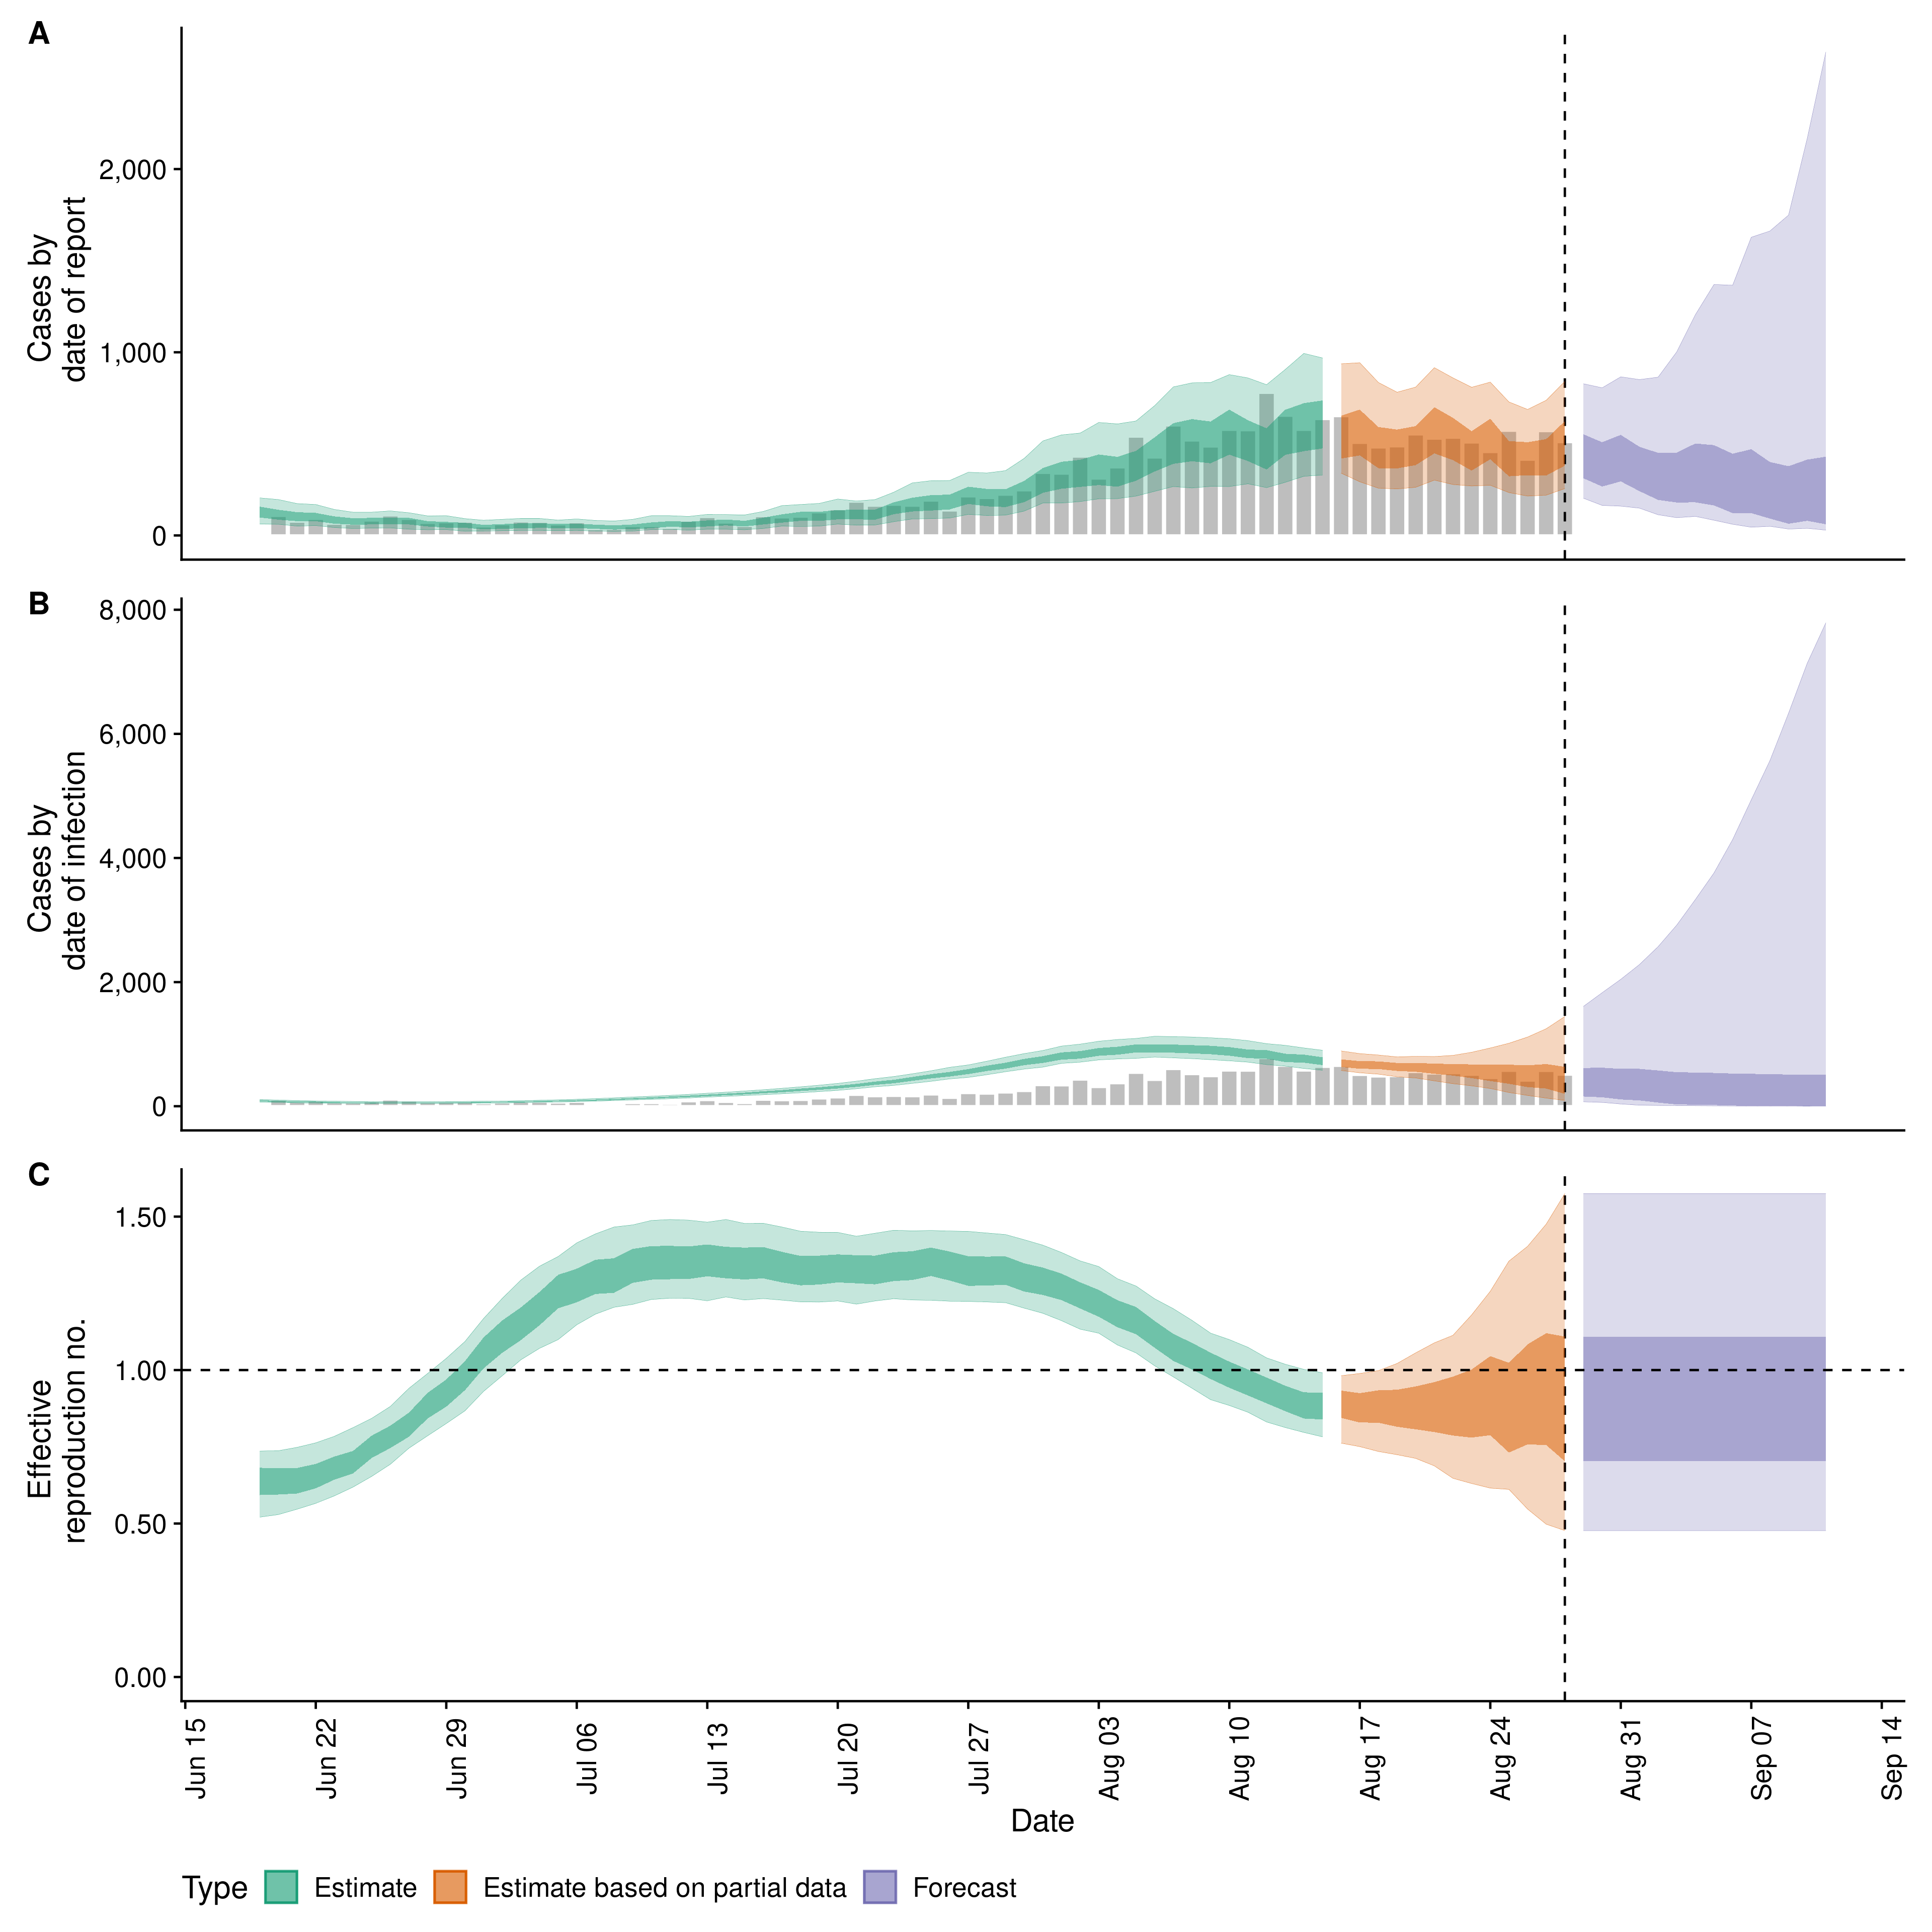 A
Cases by
date of report
2,000
1,000
0
B
Cases by
date of infection
8,000
6,000
4,000
2,000
0
C
Effective
reproduction no.
1.50
1.00
0.50
0.00
Jun 15
Jun 22
Jun 29
Jul 06
Jul 13
Jul 20
Jul 27
Aug 03
Aug 10
Aug 17
Aug 24
Aug 31
Sep 07
Sep 14
Date
Type Estimate Estimate based on partial data Forecast